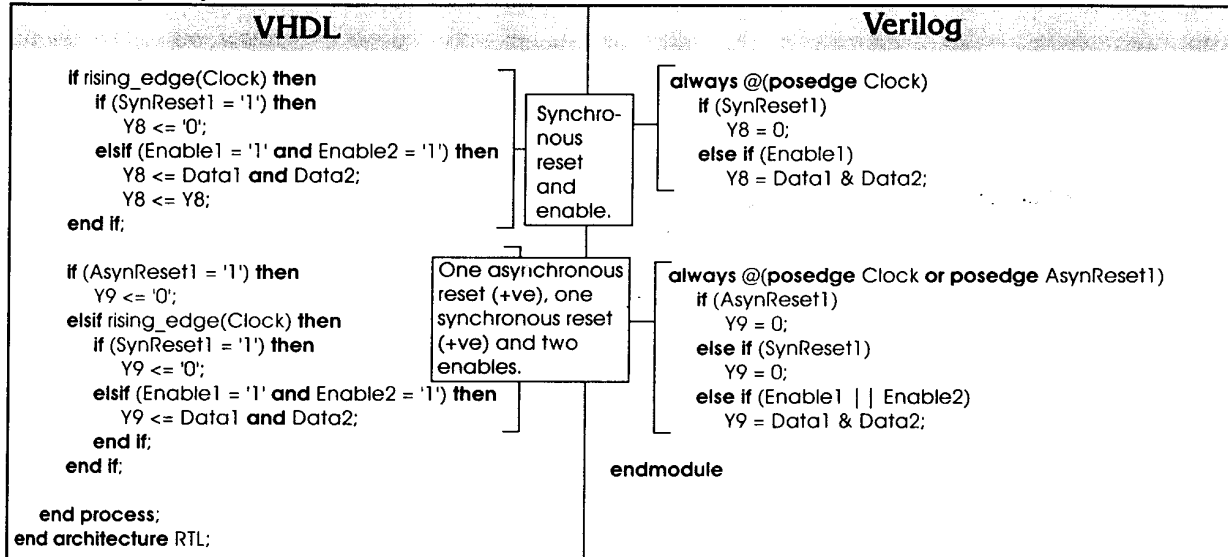 VHDL
if rising_edge(Clock) then
if (SynReset1 = '1') then
Y8 <= '0';
elsif (Enable1 = '1' and Enable2 = '1') then
Y8 <= Data1 and Data2;
Y8 <= Y8;
end if;
if (AsynReset1 = '1') then
Y9 <= '0';
elsif rising_edge(Clock) then
if (SynReset1 = '1') then
Y9 <= '0';
elsif (Enable1 = '1' and Enable2 = '1') then
Y9 <= Data1 and Data2;
end if;
end if;
end process;
end architecture RTL;
Synchro-
nous
reset
and
enable.
One asynchronous
reset (+ve), one
synchronous reset
(+ve) and two
enables.
Verilog
always @(posedge Clock)
if (SynReset1)
Y8 = 0;
else if (Enable1)
Y8 = Data1 & Data2;
always @(posedge Clock or posedge AsynReset1)
if (AsynReset1)
Y9 = 0;
else if (SynReset1)
Y9 = 0;
else if (Enable1 || Enable2)
Y9 = Data1 & Data2;
endmodule